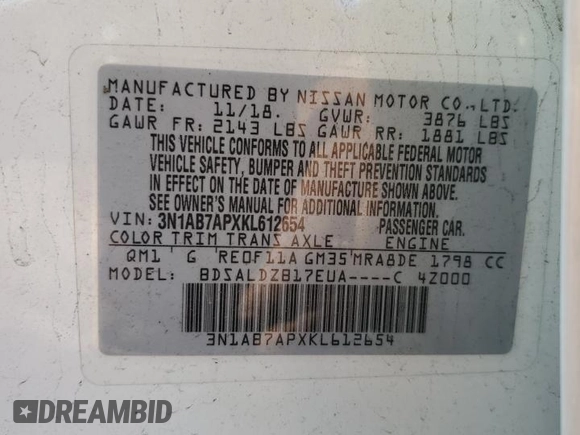 MANUFACTURED BY NISSAN MOTOR CO., LTD.
DATE: 11/18. GVWR: 3876 LBS
GAWR FR: 2143 LBS GAWR RR: 1881 LBS
THIS VEHICLE CONFORMS TO ALL APPLICABLE FEDERAL MOTOR
VEHICLE SAFETY, BUMPER AND THEFT PREVENTION STANDARDS
IN EFFECT ON THE DATE OF MANUFACTURE SHOWN ABOVE.
SEE OWNER'S MANUAL FOR MORE INFORMATION
VIN: 3N1AB7APXKL612654 PASSENGER CAR.
COLOR TRIM TRANS AXLE ENGINE
QM1 G RE0F11A GM35 MRA8DE 1798 CC
MODEL: BDSALDZB17EUA----C 4Z000
3N1AB7APXKL612654
DREAMBID